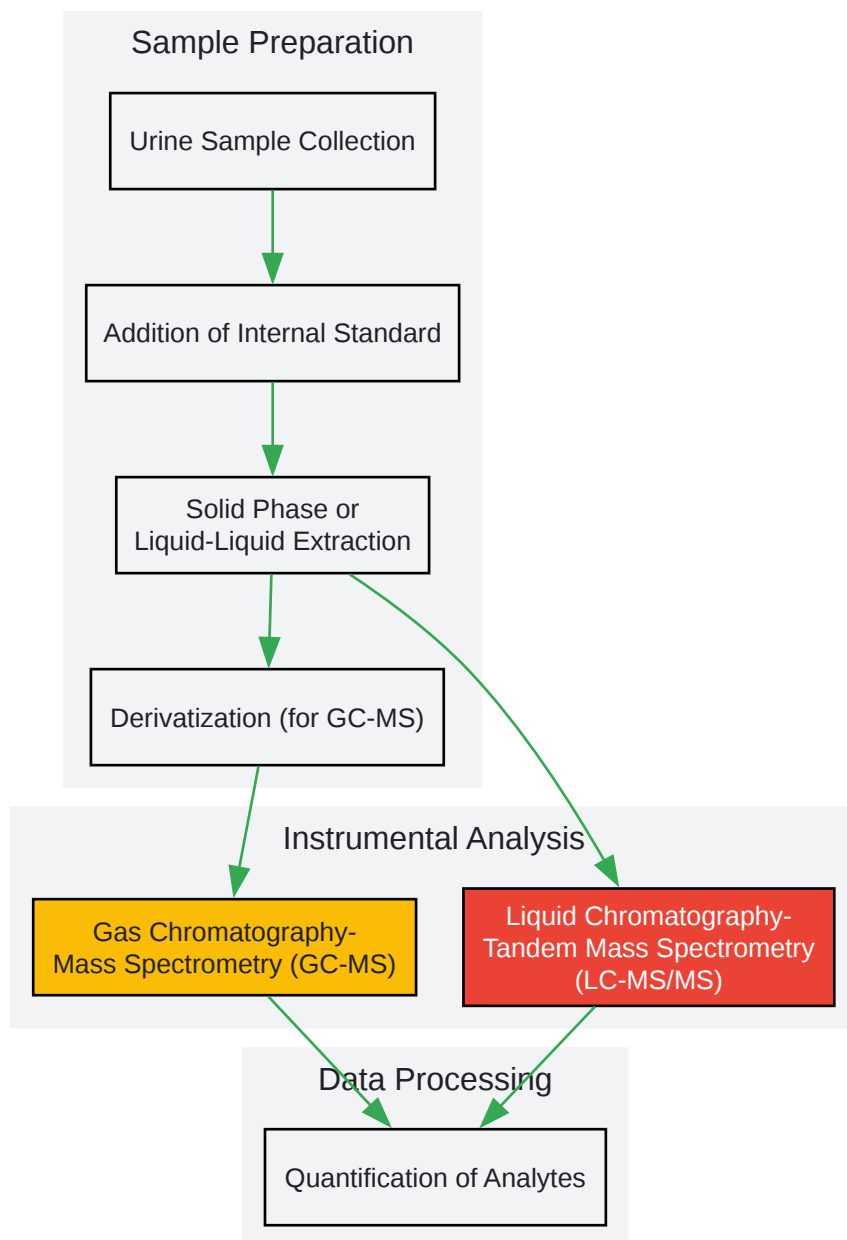 Sample Preparation
Urine Sample Collection
Addition of Internal Standard
Solid Phase or
Liquid-Liquid Extraction
Derivatization (for GC-MS)
Instrumental Analysis
Gas Chromatography-
Mass Spectrometry (GC-MS)
Liquid Chromatography-
Tandem Mass Spectrometry
(LC-MS/MS)
Data Processing
Quantification of Analytes